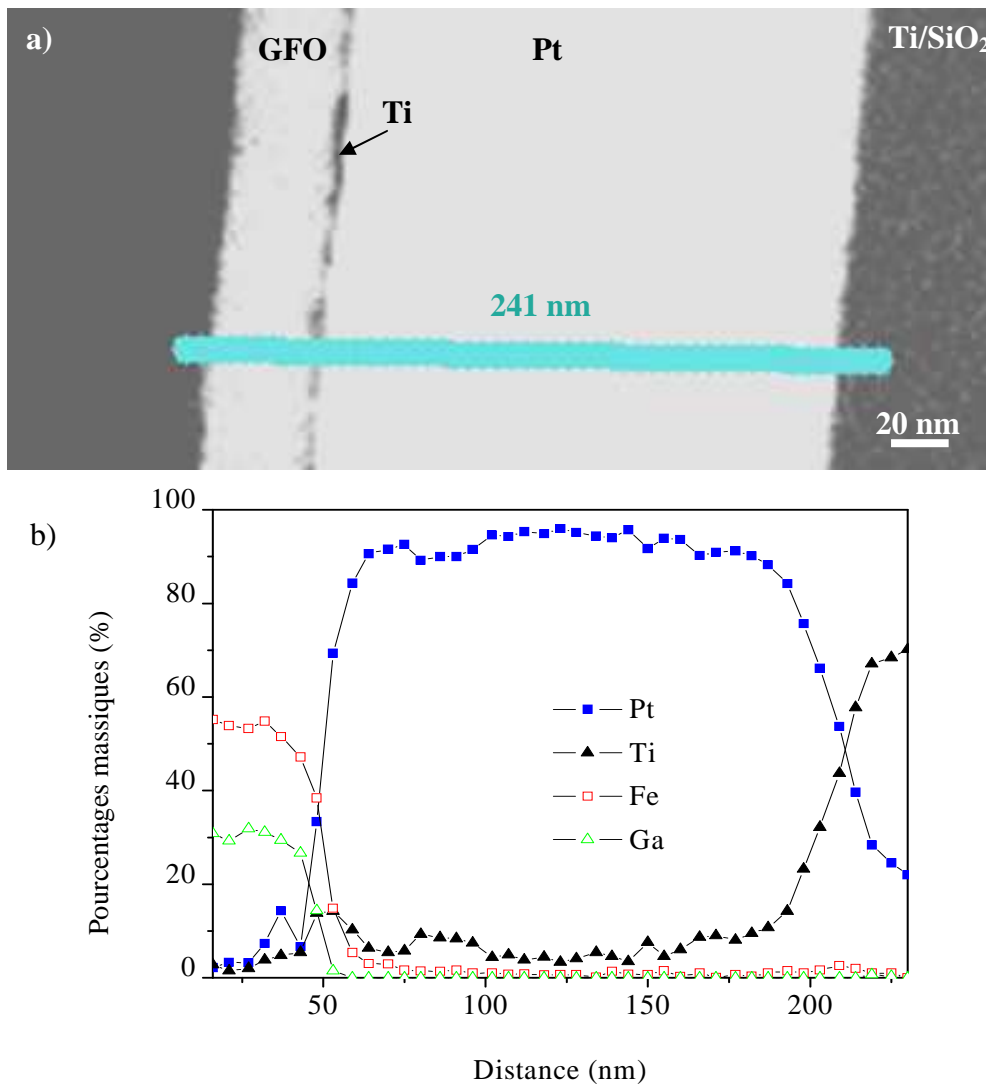 a)
GFO
Pt
Ti/SiO₂
Ti
241 nm
20 nm
b)
100
80
60
40
20
0
Pourcentages massiques (%)
Pt
Ti
Fe
Ga
50
100
150
200
Distance (nm)